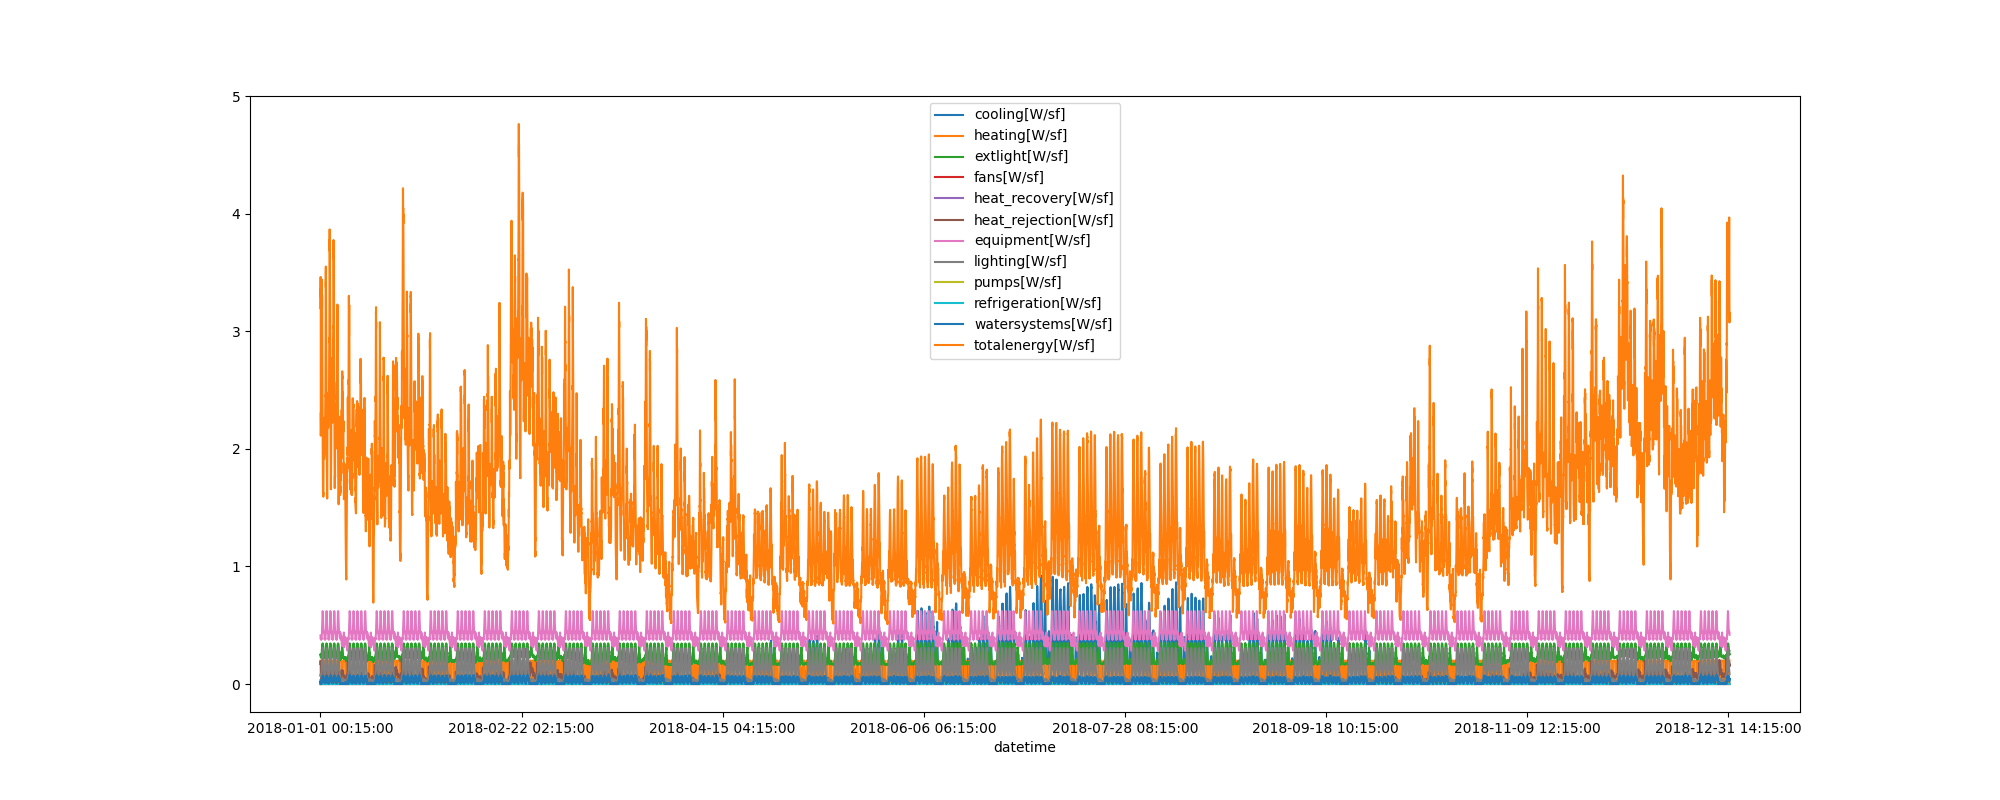 5
4
3
2
1
0
cooling[W/sf]
heating[W/sf]
extlight[W/sf]
fans[W/sf]
heat_recovery[W/sf]
heat_rejection[W/sf]
equipment[W/sf]
lighting[W/sf]
pumps[W/sf]
refrigeration[W/sf]
watersystems[W/sf]
totalenergy[W/sf]
2018-01-01 00:15:00 2018-02-22 02:15:00 2018-04-15 04:15:00 2018-06-06 06:15:00 2018-07-28 08:15:00 2018-09-18 10:15:00 2018-11-09 12:15:00 2018-12-31 14:15:00
datetime